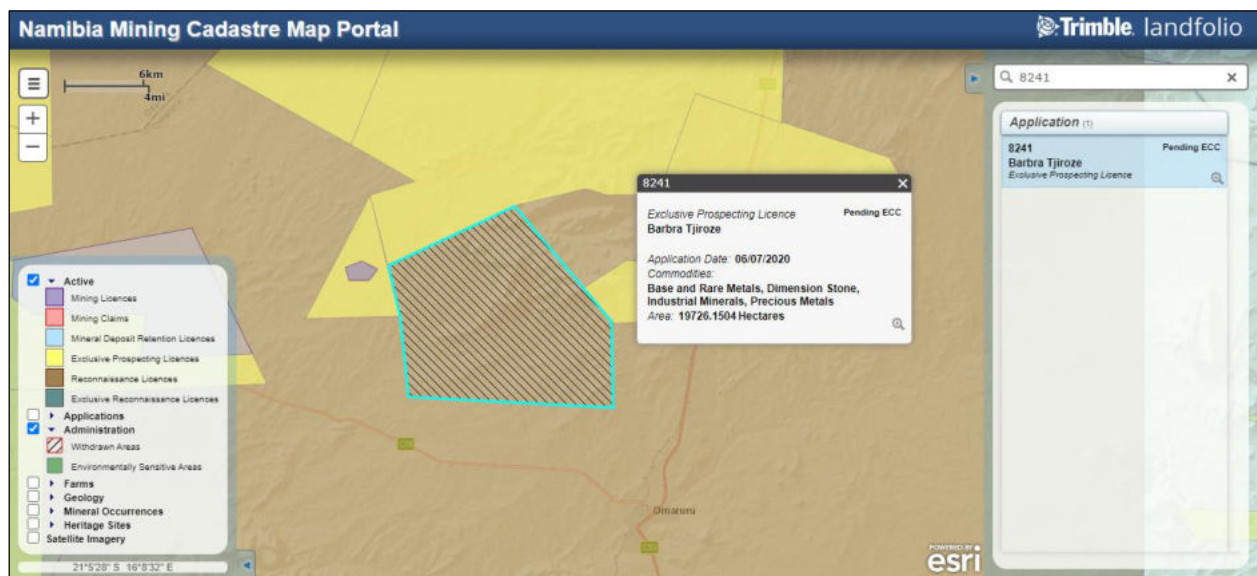 Namibia Mining Cadastre Map Portal
Trimble. landfolio
6km
4mi
+
−
8241
Application (1)
8241
Pending ECC
Barbra Tjiroze
Exclusive Prospecting Licence
8241
Exclusive Prospecting Licence
Pending ECC
Barbra Tjiroze
Application Date: 06/07/2020
Commodities:
Base and Rare Metals, Dimension Stone,
Industrial Minerals, Precious Metals
Area: 19726.1504 Hectares
Active
Mining Licences
Mining Claims
Mineral Deposit Retention Licences
Exclusive Prospecting Licences
Reconnaissance Licences
Exclusive Reconnaissance Licences
Applications
Administration
Withdrawn Areas
Environmentally Sensitive Areas
Farms
Geology
Mineral Occurrences
Heritage Sites
Satellite Imagery
21°5'28" S 16°8'32" E
Omaruru
POWERED BY
esri